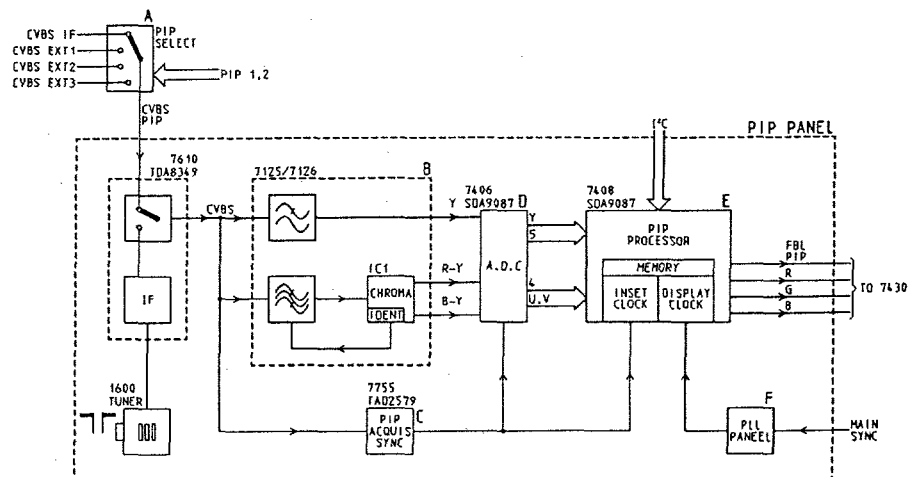 A
CVBS IF
CVBS EXT1
CVBS EXT2
CVBS EXT3
PIP
SELECT
PIP 1,2
CVBS
PIP
I²C
PIP PANEL
7610
TDA8349
7125/7126
B
7406
SDA9087
D
7408
SDA9087
E
CVBS
Y
Y
5
A.D.C
PIP
PROCESSOR
FBL
PIP
R
G
B
TO 7430
IF
IC1
CHROMA
IDENT
R-Y
B-Y
4
U.V
MEMORY
INSET
CLOCK
DISPLAY
CLOCK
1600
TUNER
7755
TAD2579
C
PIP
ACQUIS
SYNC
F
PLL
PANEEL
MAIN
SYNC